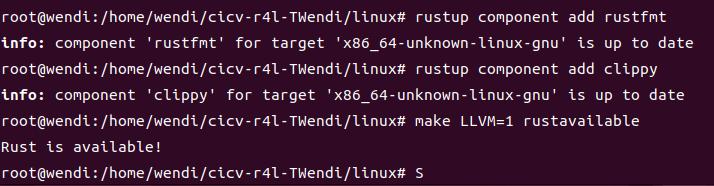 root@wendi:/home/wendi/cicv-r4l-TWendi/linux# rustup component add rustfmt
info: component 'rustfmt' for target 'x86_64-unknown-linux-gnu' is up to date
root@wendi:/home/wendi/cicv-r4l-TWendi/linux# rustup component add clippy
info: component 'clippy' for target 'x86_64-unknown-linux-gnu' is up to date
root@wendi:/home/wendi/cicv-r4l-TWendi/linux# make LLVM=1 rustavailable
Rust is available!
root@wendi:/home/wendi/cicv-r4l-TWendi/linux# S